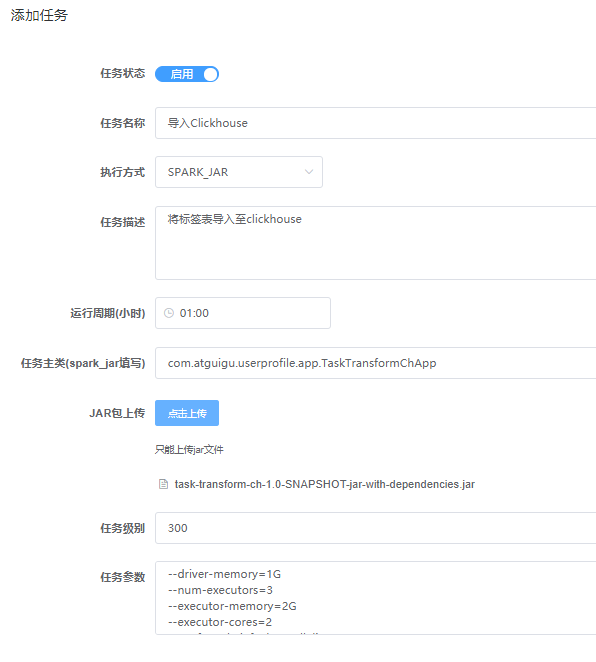 添加任务
任务状态 启用
任务名称 导入Clickhouse
执行方式 SPARK_JAR
任务描述 将标签表导入至clickhouse
运行周期(小时) 01:00
任务主类(spark_jar填写) com.atguigu.userprofile.app.TaskTransformChApp
JAR包上传 点击上传
只能上传jar文件
task-transform-ch-1.0-SNAPSHOT-jar-with-dependencies.jar
任务级别 300
任务参数 --driver-memory=1G
--num-executors=3
--executor-memory=2G
--executor-cores=2